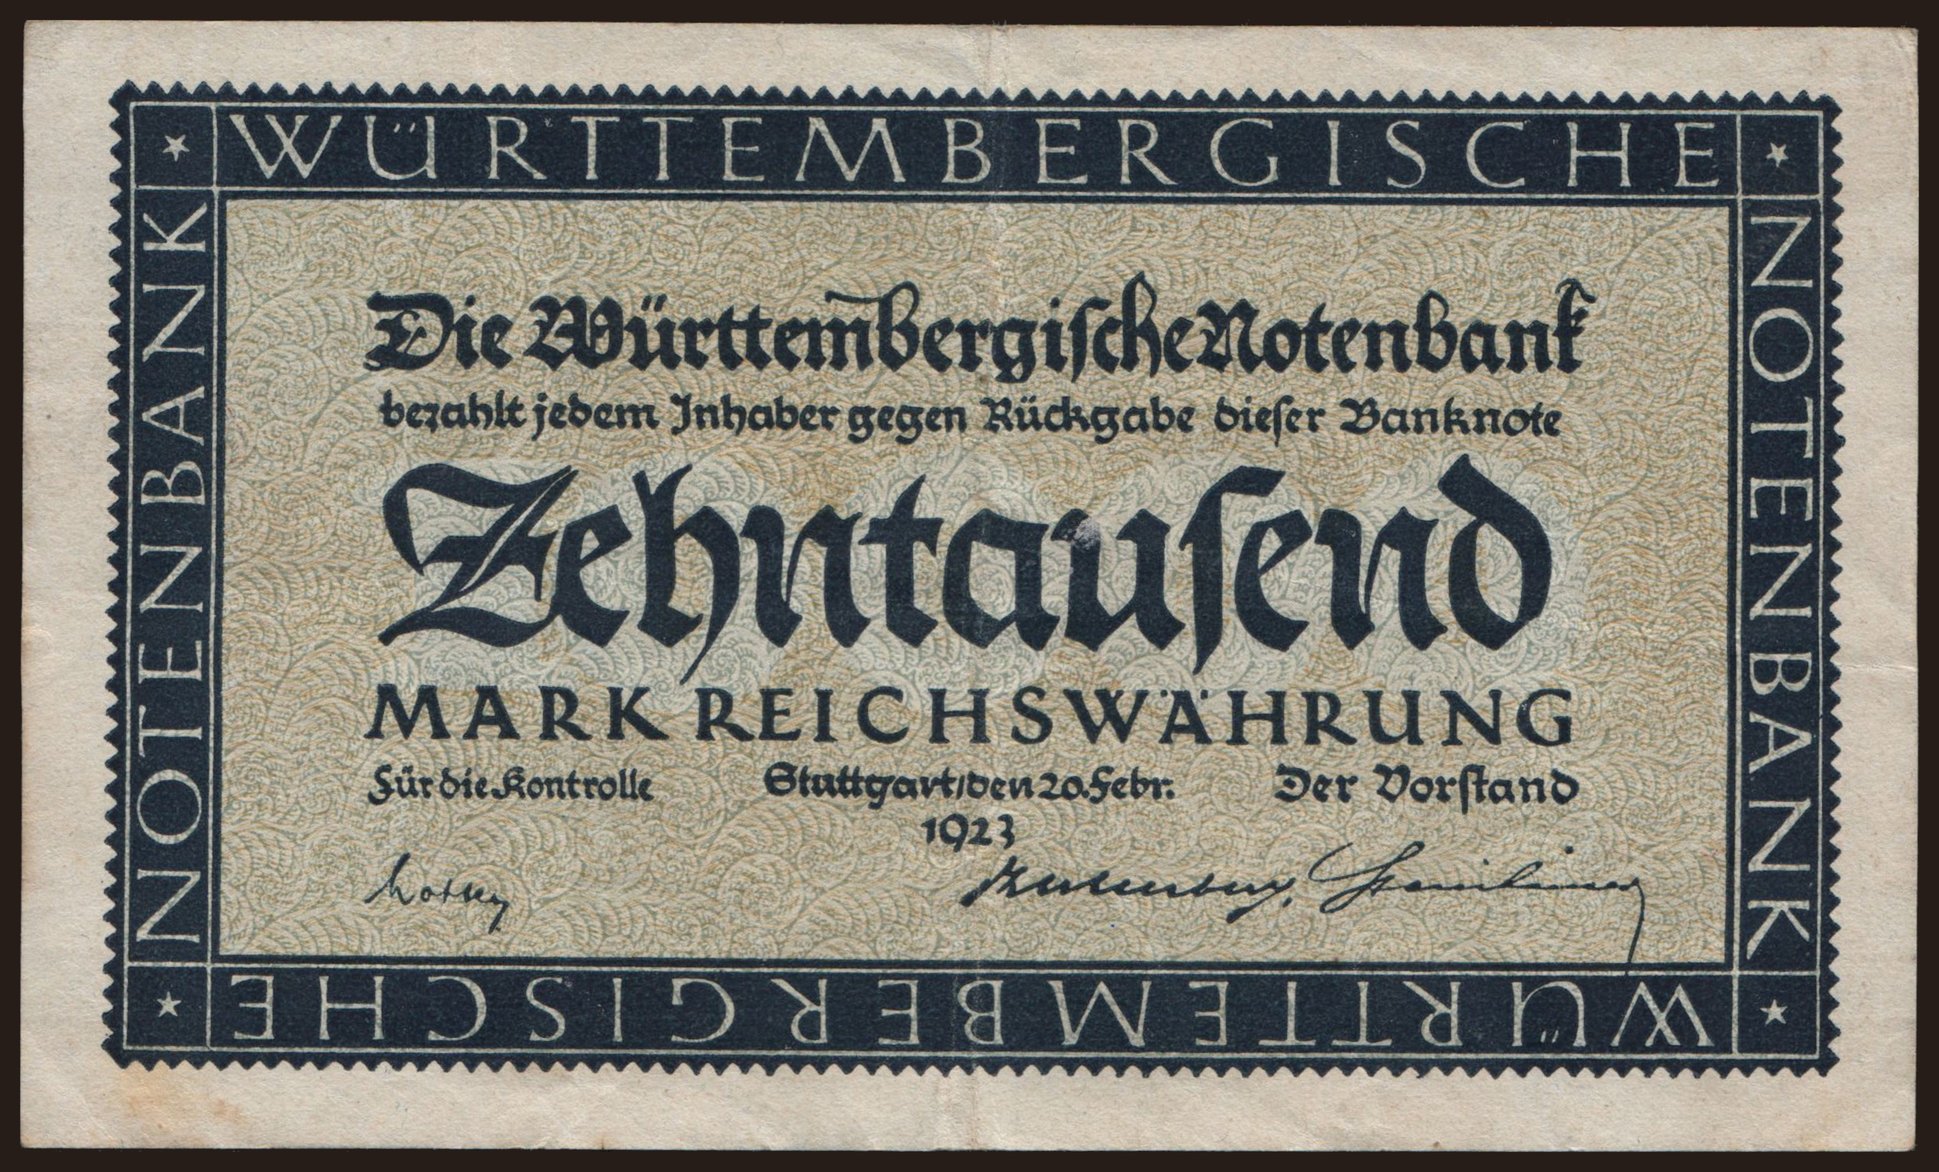 WÜRTTEMBERGISCHE
NOTENBANK
NOTENBANK
Die Württembergische Notenbank
bezahlt jedem Inhaber gegen Rückgabe dieser Banknote
Zehntausend
MARK REICHSWÄHRUNG
Für die Kontrolle Stuttgart, den 20. Febr. Der Vorstand
1923
WÜRTTEMBERGISCHE